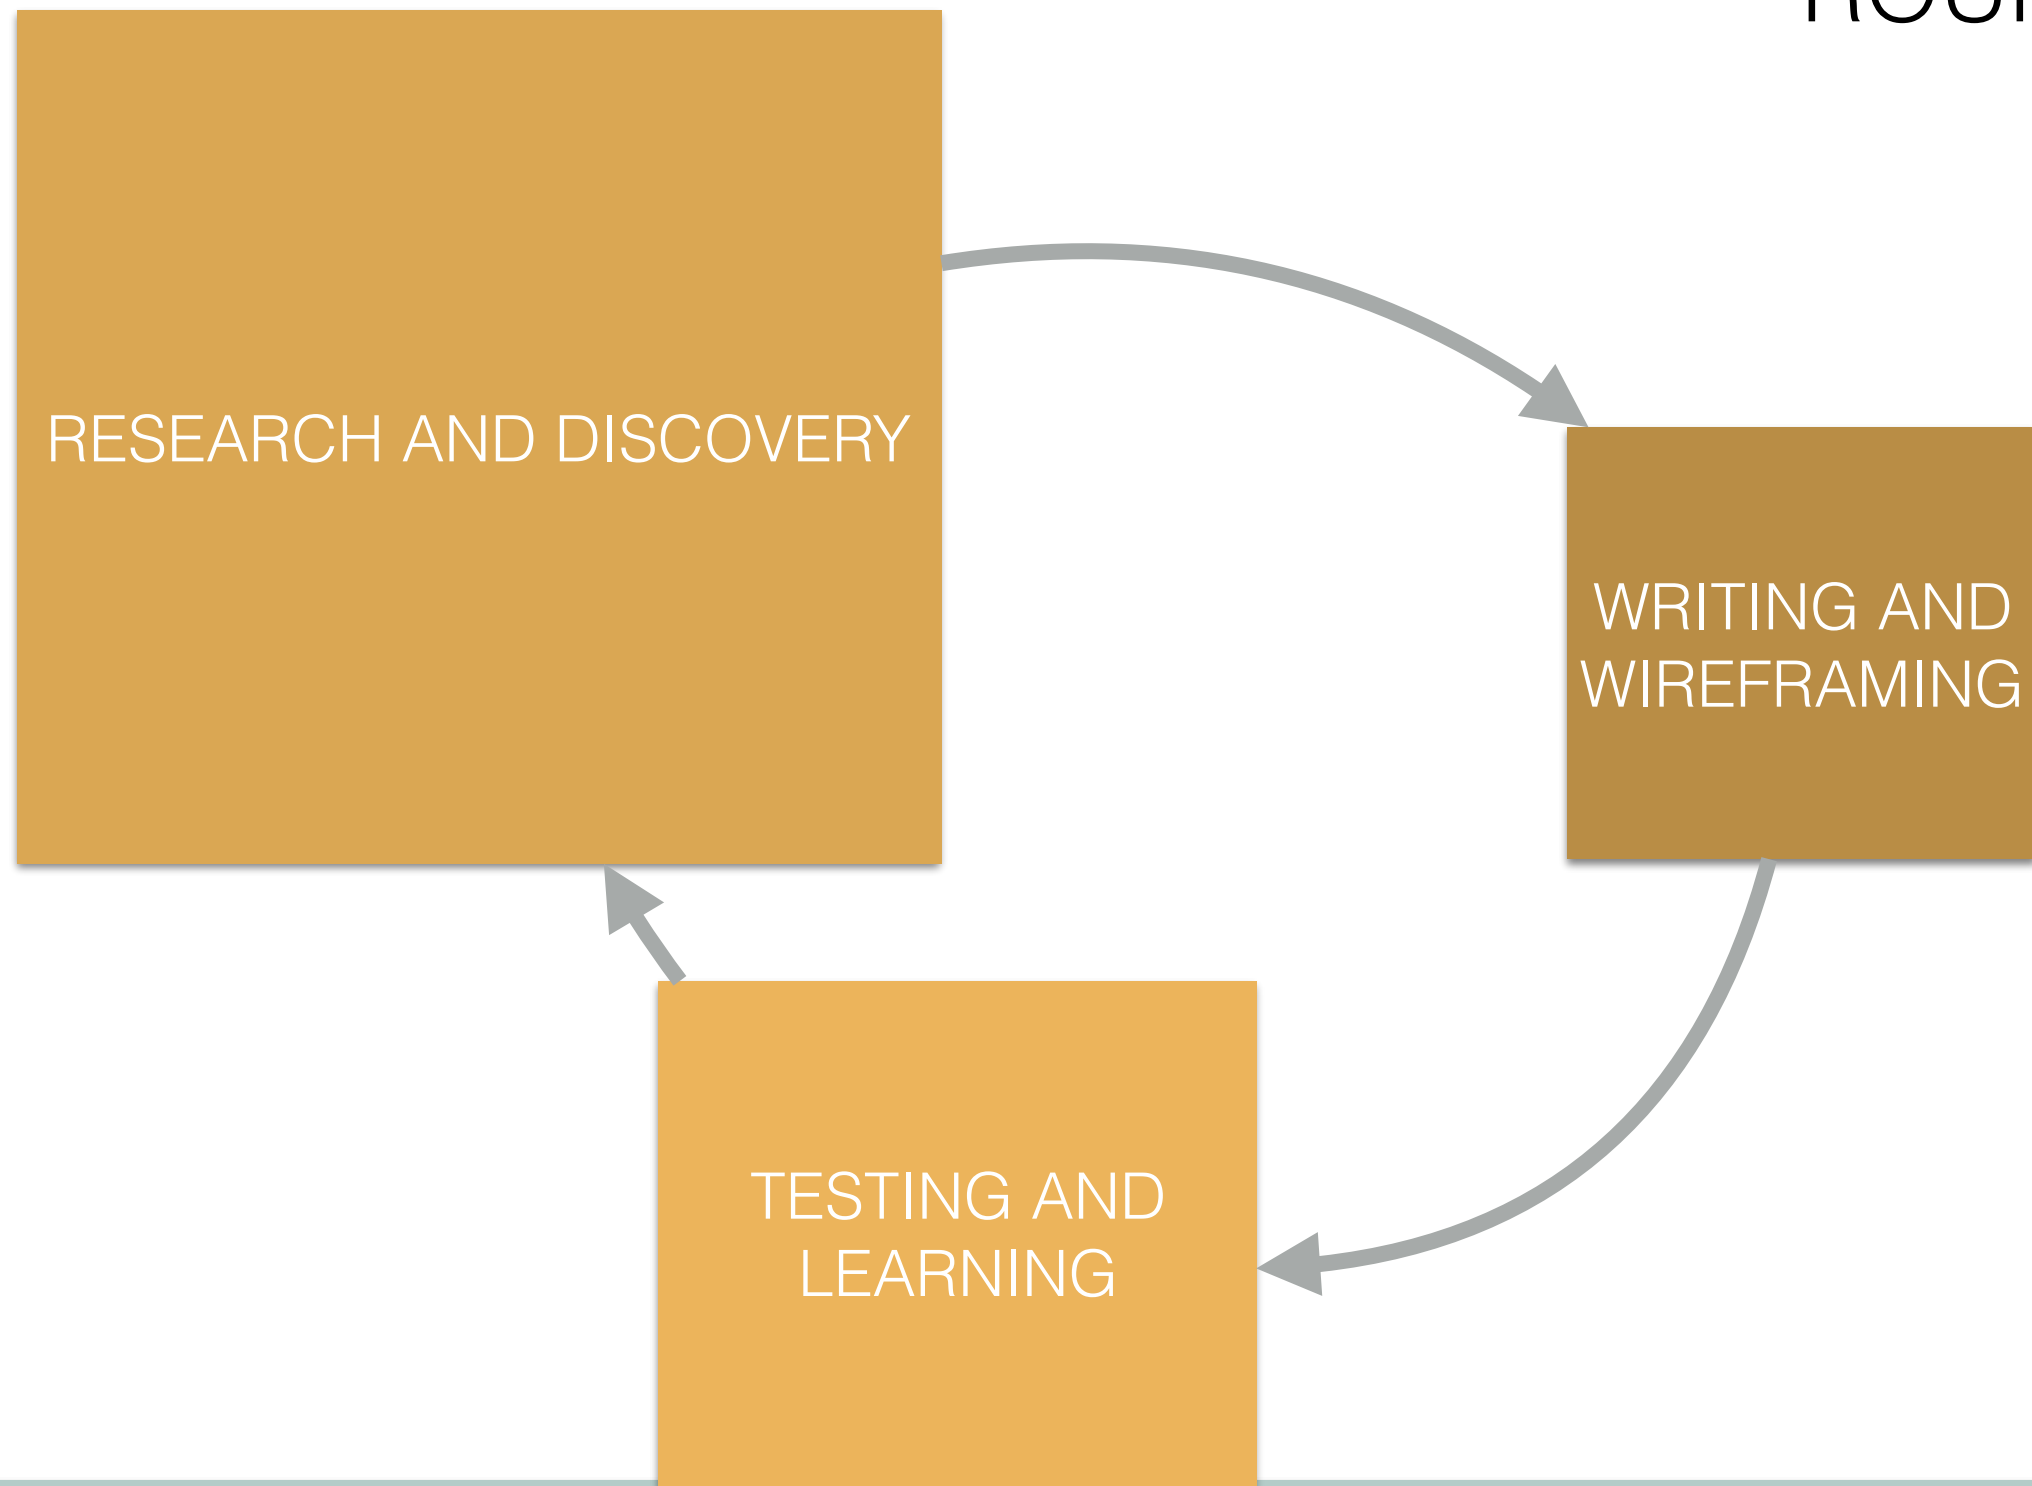 RESEARCH AND DISCOVERY
WRITING AND
WIREFRAMING
TESTING AND
LEARNING